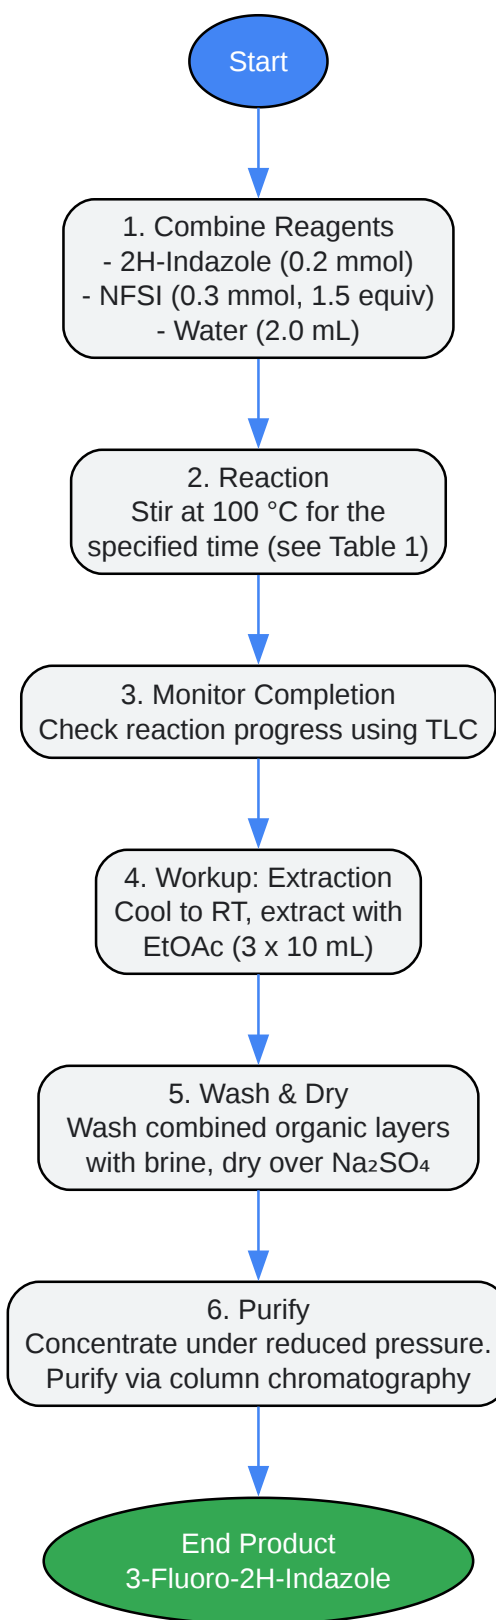 Start
1. Combine Reagents
- 2H-Indazole (0.2 mmol)
- NFSI (0.3 mmol, 1.5 equiv)
- Water (2.0 mL)
2. Reaction
Stir at 100 °C for the
specified time (see Table 1)
3. Monitor Completion
Check reaction progress using TLC
4. Workup: Extraction
Cool to RT, extract with
EtOAc (3 x 10 mL)
5. Wash & Dry
Wash combined organic layers
with brine, dry over Na₂SO₄
6. Purify
Concentrate under reduced pressure.
Purify via column chromatography
End Product
3-Fluoro-2H-Indazole